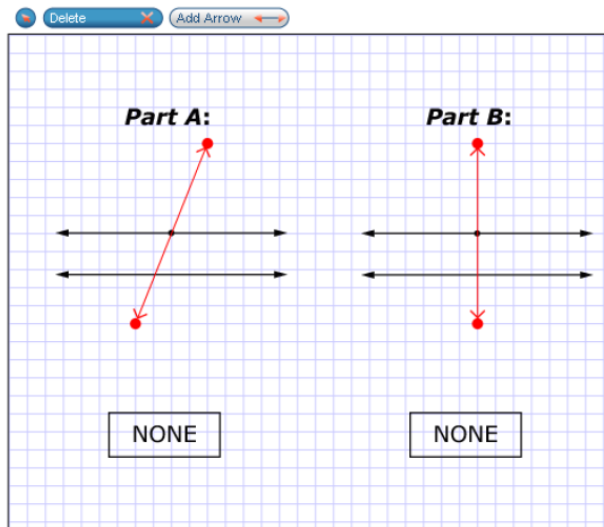 Delete
Add Arrow
Part A:
Part B:
NONE
NONE